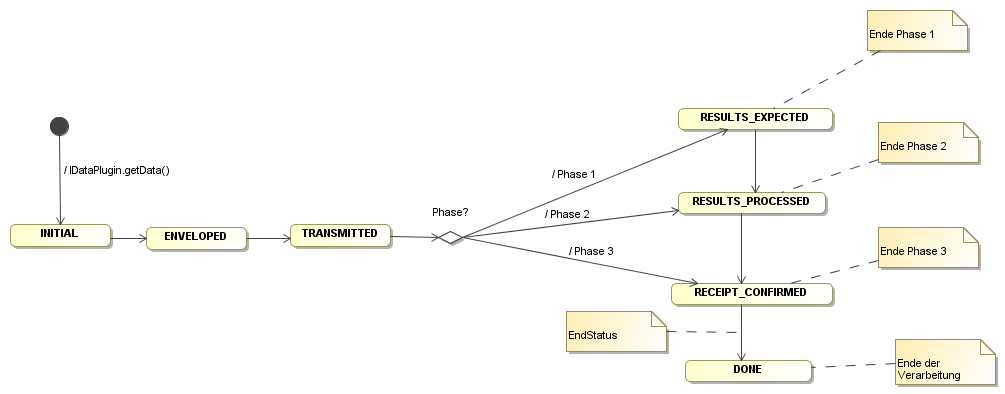 Ende Phase 1
RESULTS_EXPECTED
Ende Phase 2
/ IDataPlugin.getData()
/ Phase 1
RESULTS_PROCESSED
Phase?
/ Phase 2
INITIAL
ENVELOPED
TRANSMITTED
/ Phase 3
Ende Phase 3
RECEIPT_CONFIRMED
EndStatus
DONE
Ende der
Verarbeitung